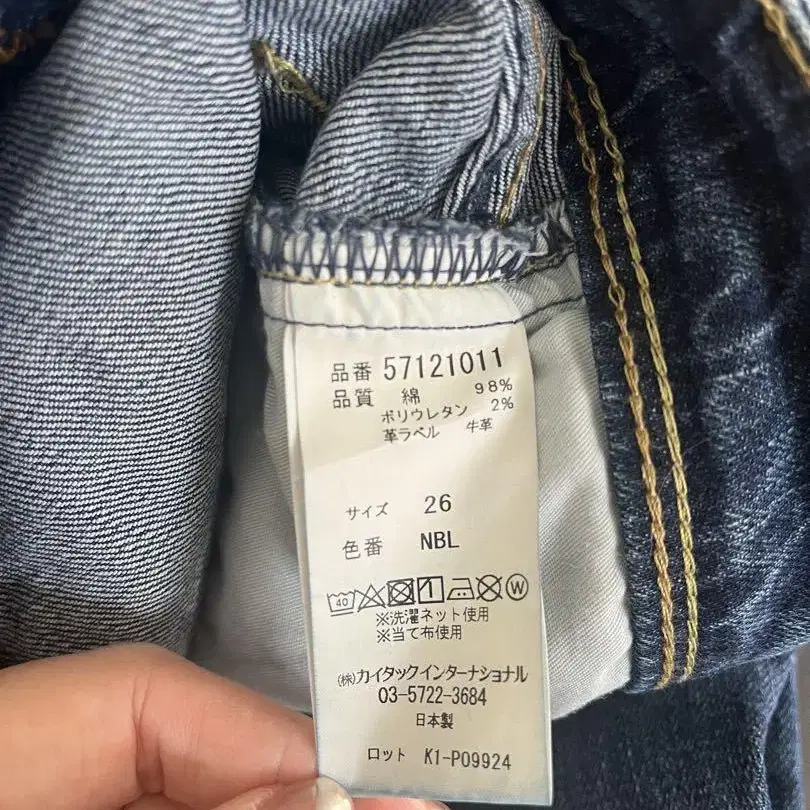 品番 57121011
品質 綿 98%
ポリウレタン 2%
革ラベル 牛革
サイズ 26
色番 NBL
40 1 W
※洗濯ネット使用
※当て布使用
㈱カイタックインターナショナル
03-5722-3684
日本製
ロット K1-P09924